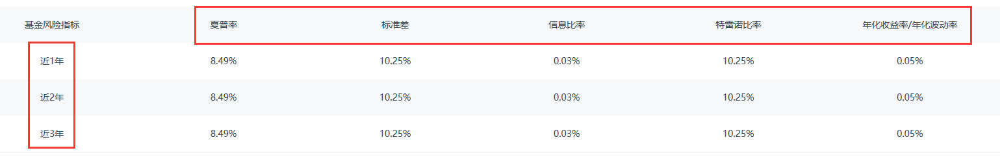 基金风险指标 夏普率 标准差 信息比率 特雷诺比率 年化收益率/年化波动率
近1年 8.49% 10.25% 0.03% 10.25% 0.05%
近2年 8.49% 10.25% 0.03% 10.25% 0.05%
近3年 8.49% 10.25% 0.03% 10.25% 0.05%